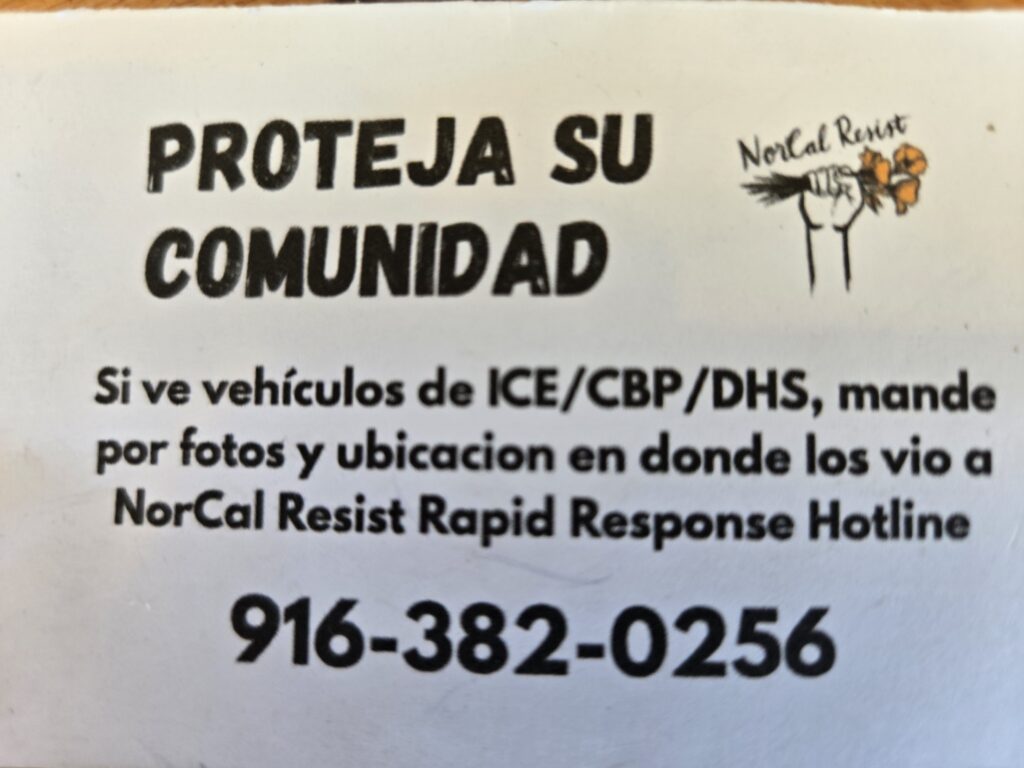 PROTEJA SU
COMUNIDAD
NorCal Resist
Si ve vehículos de ICE/CBP/DHS, mande
por fotos y ubicacion en donde los vio a
NorCal Resist Rapid Response Hotline
916-382-0256